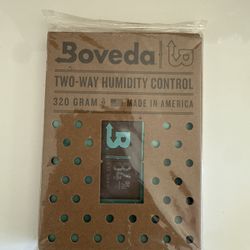 Boveda
TWO-WAY HUMIDITY CONTROL
320 GRAM
MADE IN AMERICA
B